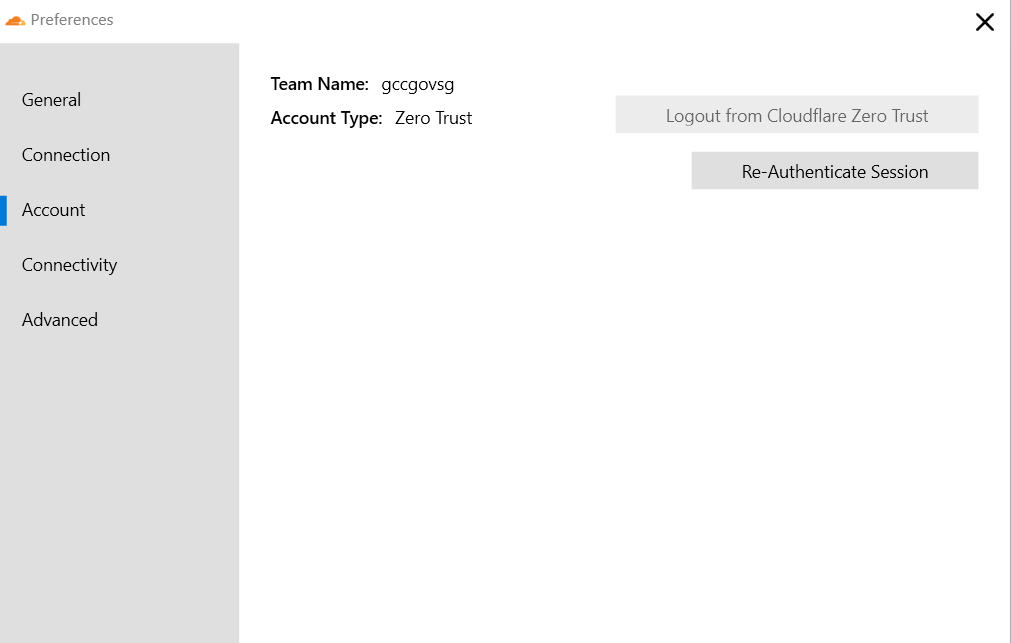 Preferences
General
Connection
Account
Connectivity
Advanced
Team Name: gccgovsg
Account Type: Zero Trust
Logout from Cloudflare Zero Trust
Re-Authenticate Session